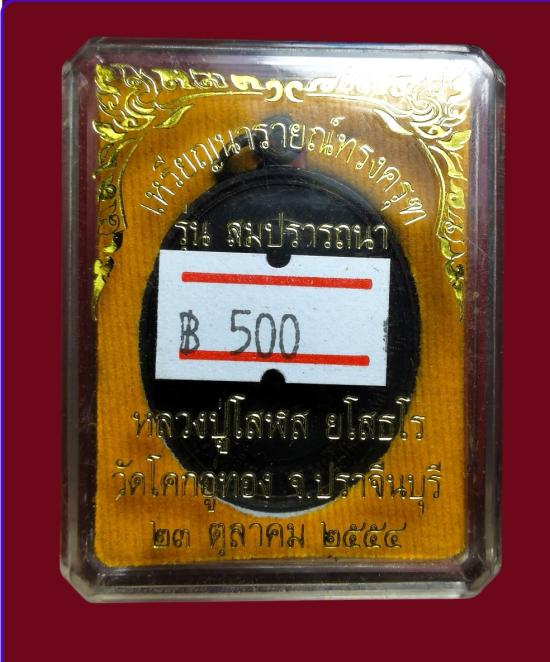 เหรียญนารายณ์ทรงครุฑ
รุ่น สมปรารถนา
฿ 500
หลวงปู่โสฬส ยโสธโร
วัดโคกอู่ทอง จ.ปราจีนบุรี
๒๓ ตุลาคม ๒๕๕๔